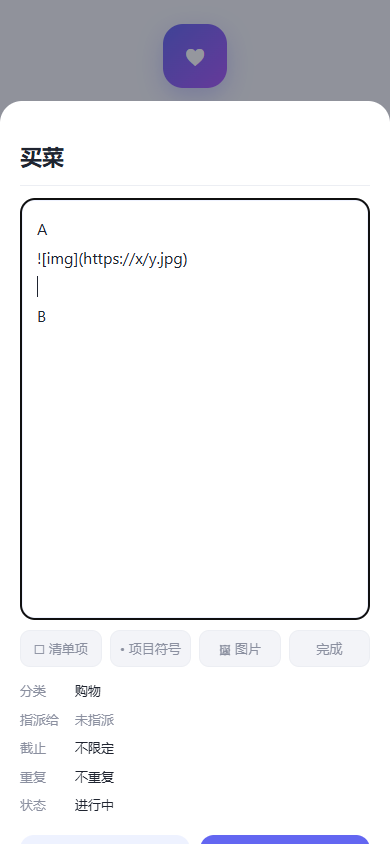 买菜
A
![img](https://x/y.jpg)
B
☐ 清单项
• 项目符号
🖼 图片
完成
分类 购物
指派给 未指派
截止 不限定
重复 不重复
状态 进行中